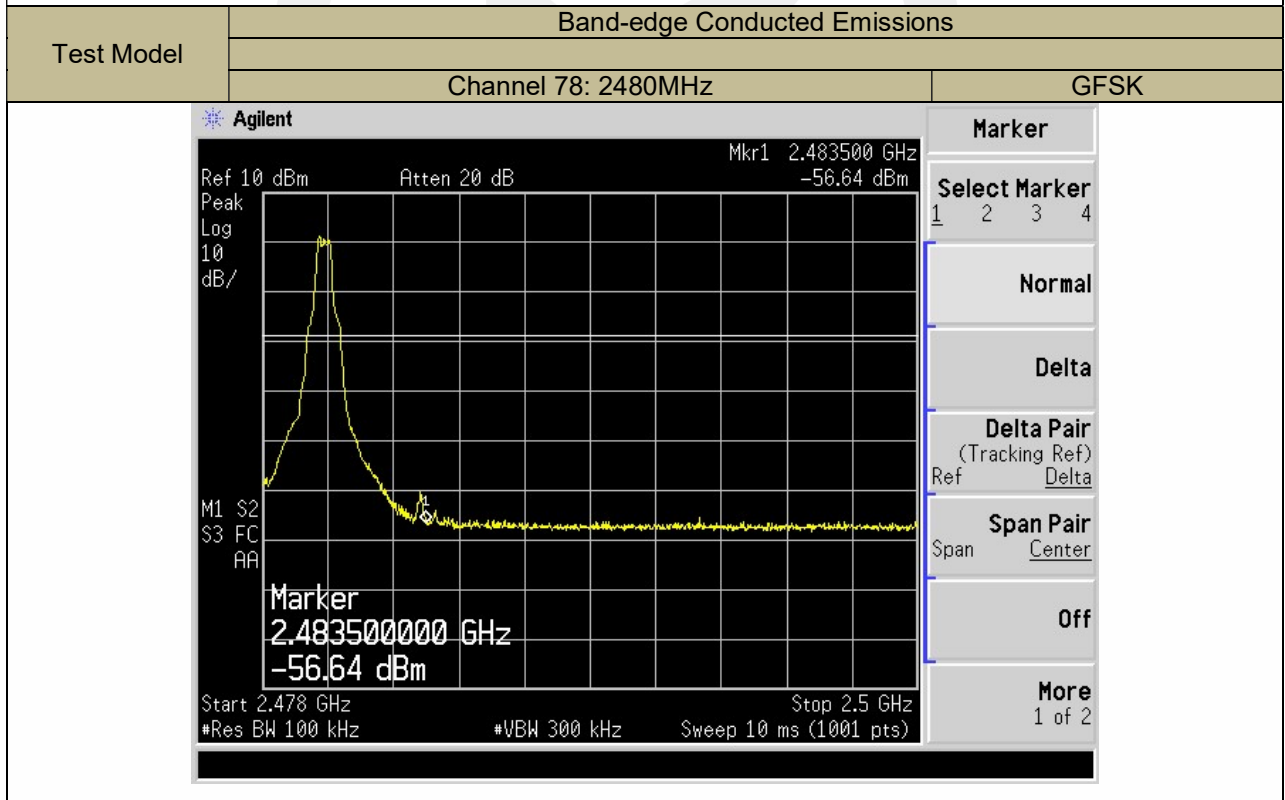 Test Model
Band-edge Conducted Emissions
Channel 78: 2480MHz
GFSK
Agilent
Mkr1 2.483500 GHz
Ref 10 dBm Atten 20 dB -56.64 dBm
Peak
Log
10
dB/
1
M1 S2
S3 FC
AA
Marker
2.483500000 GHz
-56.64 dBm
Start 2.478 GHz Stop 2.5 GHz
#Res BW 100 kHz #VBW 300 kHz Sweep 10 ms (1001 pts)
Marker
Select Marker
1 2 3 4
Normal
Delta
Delta Pair
(Tracking Ref)
Ref Delta
Span Pair
Span Center
Off
More
1 of 2